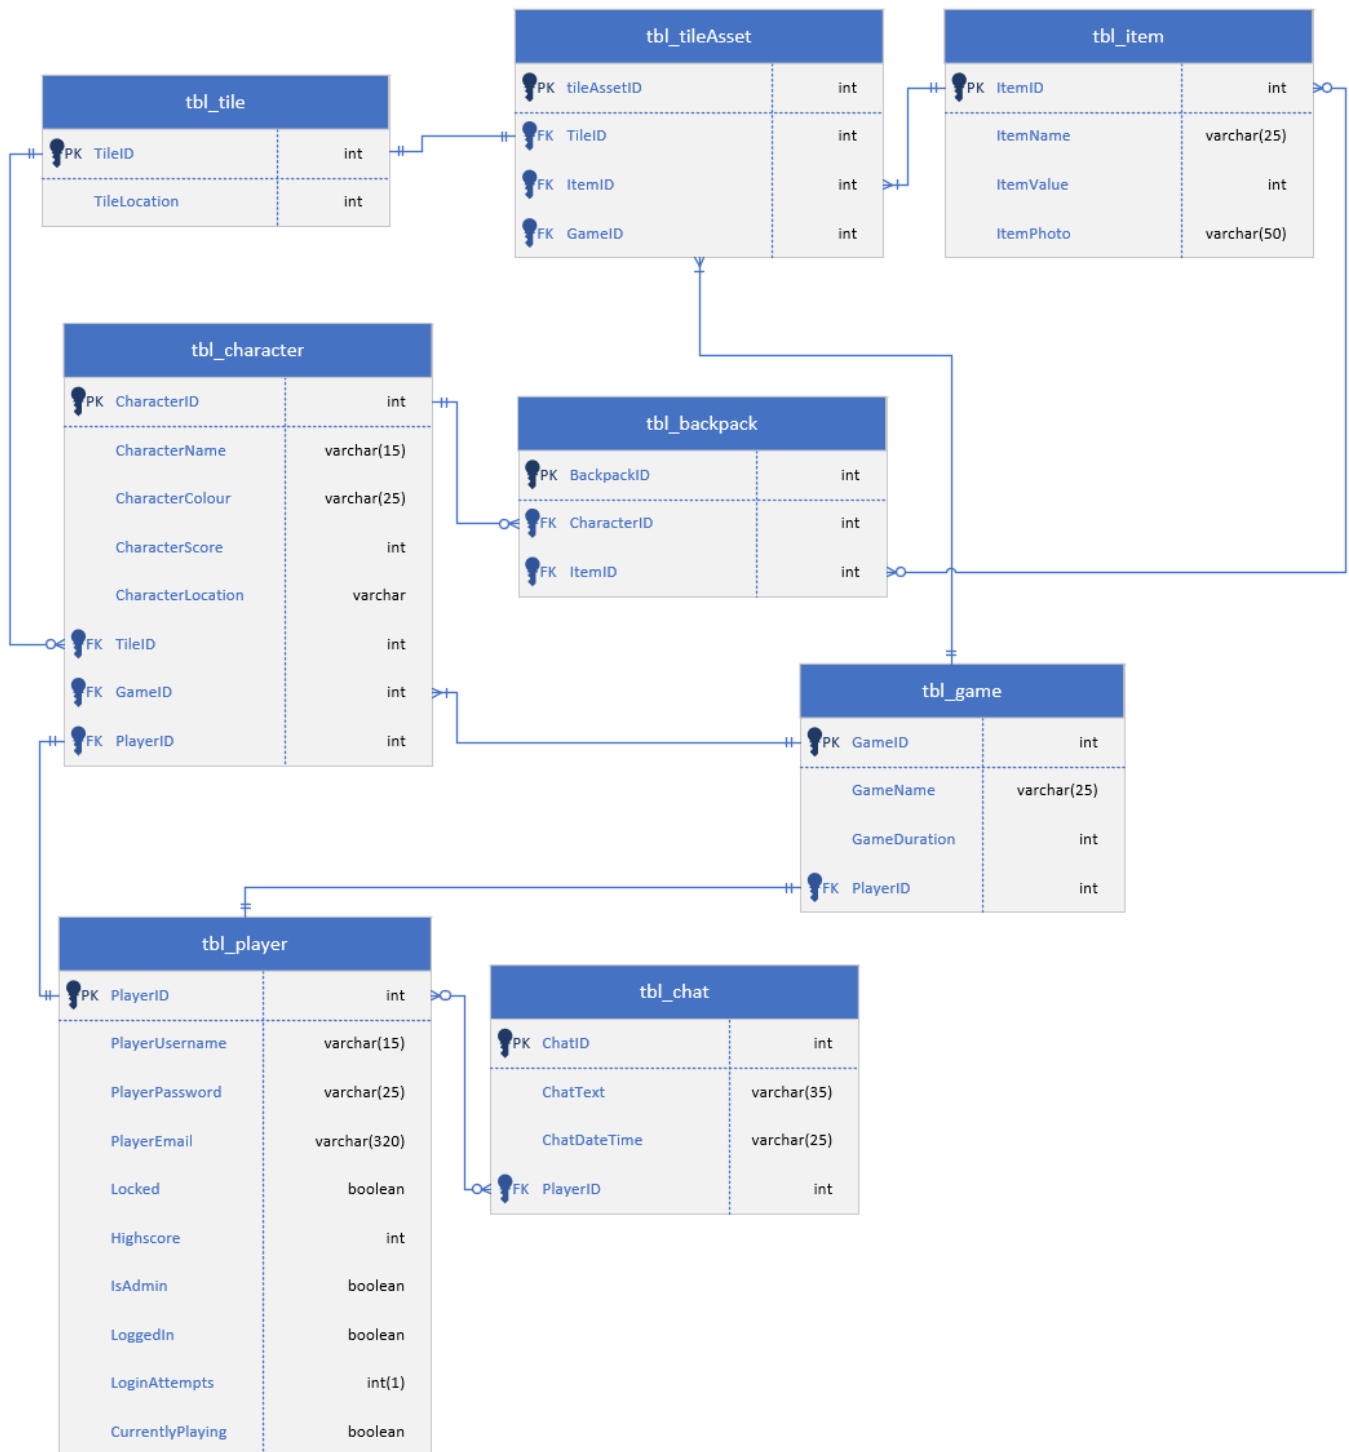 tbl_tileAsset
PK tileAssetID int
FK TileID int
FK ItemID int
FK GameID int
tbl_item
PK ItemID int
ItemName varchar(25)
ItemValue int
ItemPhoto varchar(50)
tbl_tile
PK TileID int
TileLocation int
tbl_character
PK CharacterID int
CharacterName varchar(15)
CharacterColour varchar(25)
CharacterScore int
CharacterLocation varchar
FK TileID int
FK GameID int
FK PlayerID int
tbl_backpack
PK BackpackID int
FK CharacterID int
FK ItemID int
tbl_game
PK GameID int
GameName varchar(25)
GameDuration int
FK PlayerID int
tbl_player
PK PlayerID int
PlayerUsername varchar(15)
PlayerPassword varchar(25)
PlayerEmail varchar(320)
Locked boolean
Highscore int
IsAdmin boolean
LoggedIn boolean
LoginAttempts int(1)
CurrentlyPlaying boolean
tbl_chat
PK ChatID int
ChatText varchar(35)
ChatDateTime varchar(25)
FK PlayerID int